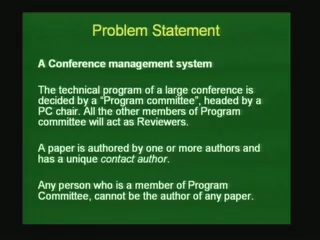 Problem Statement
A Conference management system
The technical program of a large conference is
decided by a “Program committee”, headed by a
PC chair. All the other members of Program
committee will act as Reviewers.
A paper is authored by one or more authors and
has a unique contact author.
Any person who is a member of Program
Committee, cannot be the author of any paper.